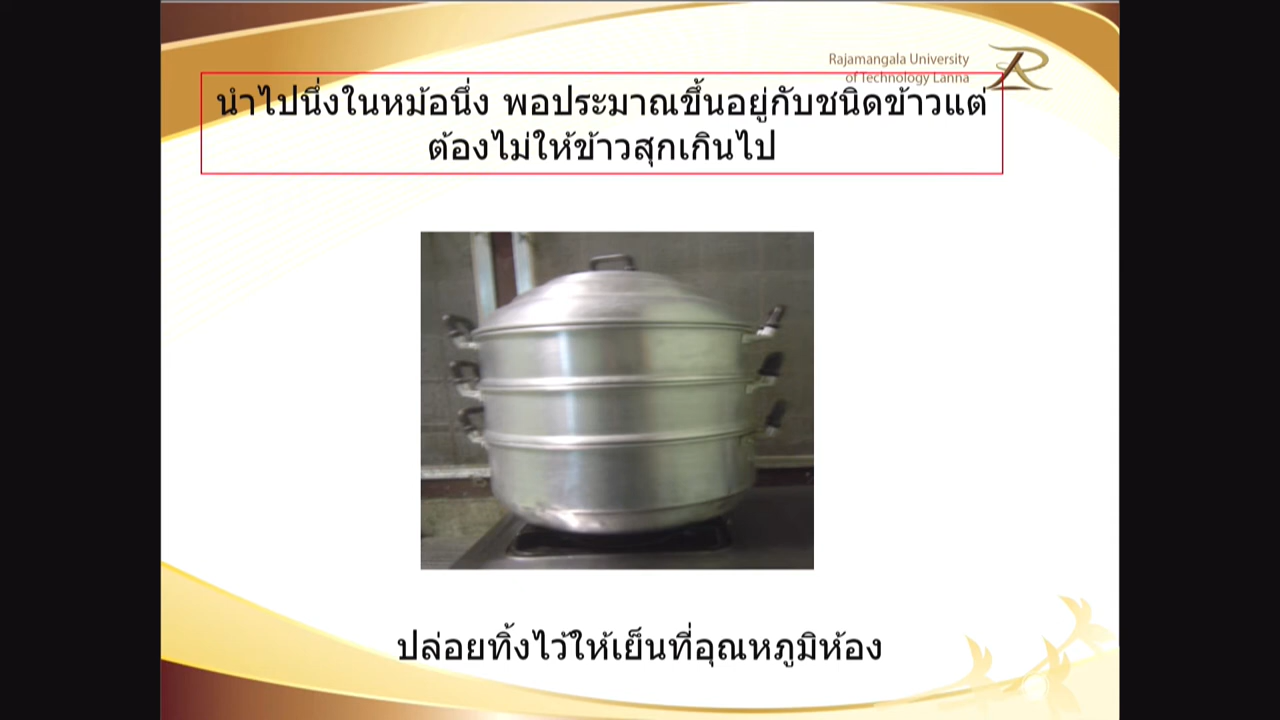 Rajamangala University
of Technology Lanna
นำไปนึ่งในหม้อนึ่ง พอประมาณขึ้นอยู่กับชนิดข้าวแต่
ต้องไม่ให้ข้าวสุกเกินไป
ปล่อยทิ้งไว้ให้เย็นที่อุณหภูมิห้อง